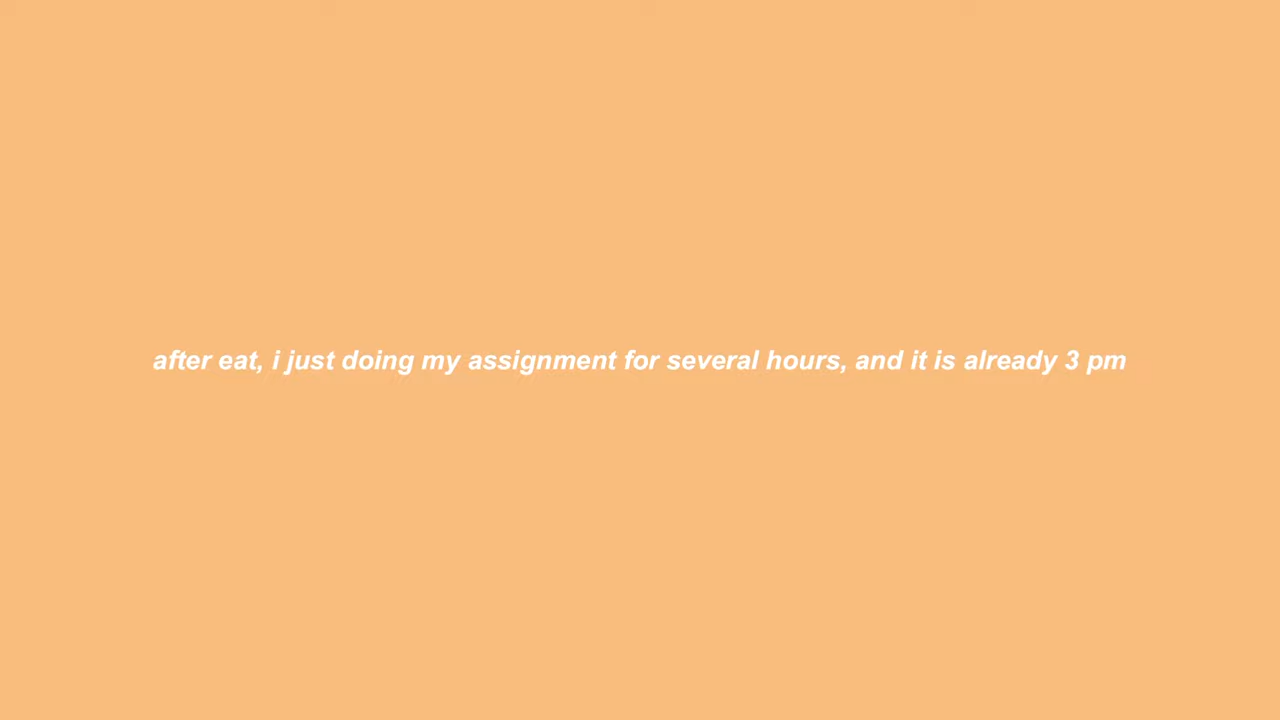 after eat, i just doing my assignment for several hours, and it is already 3 pm